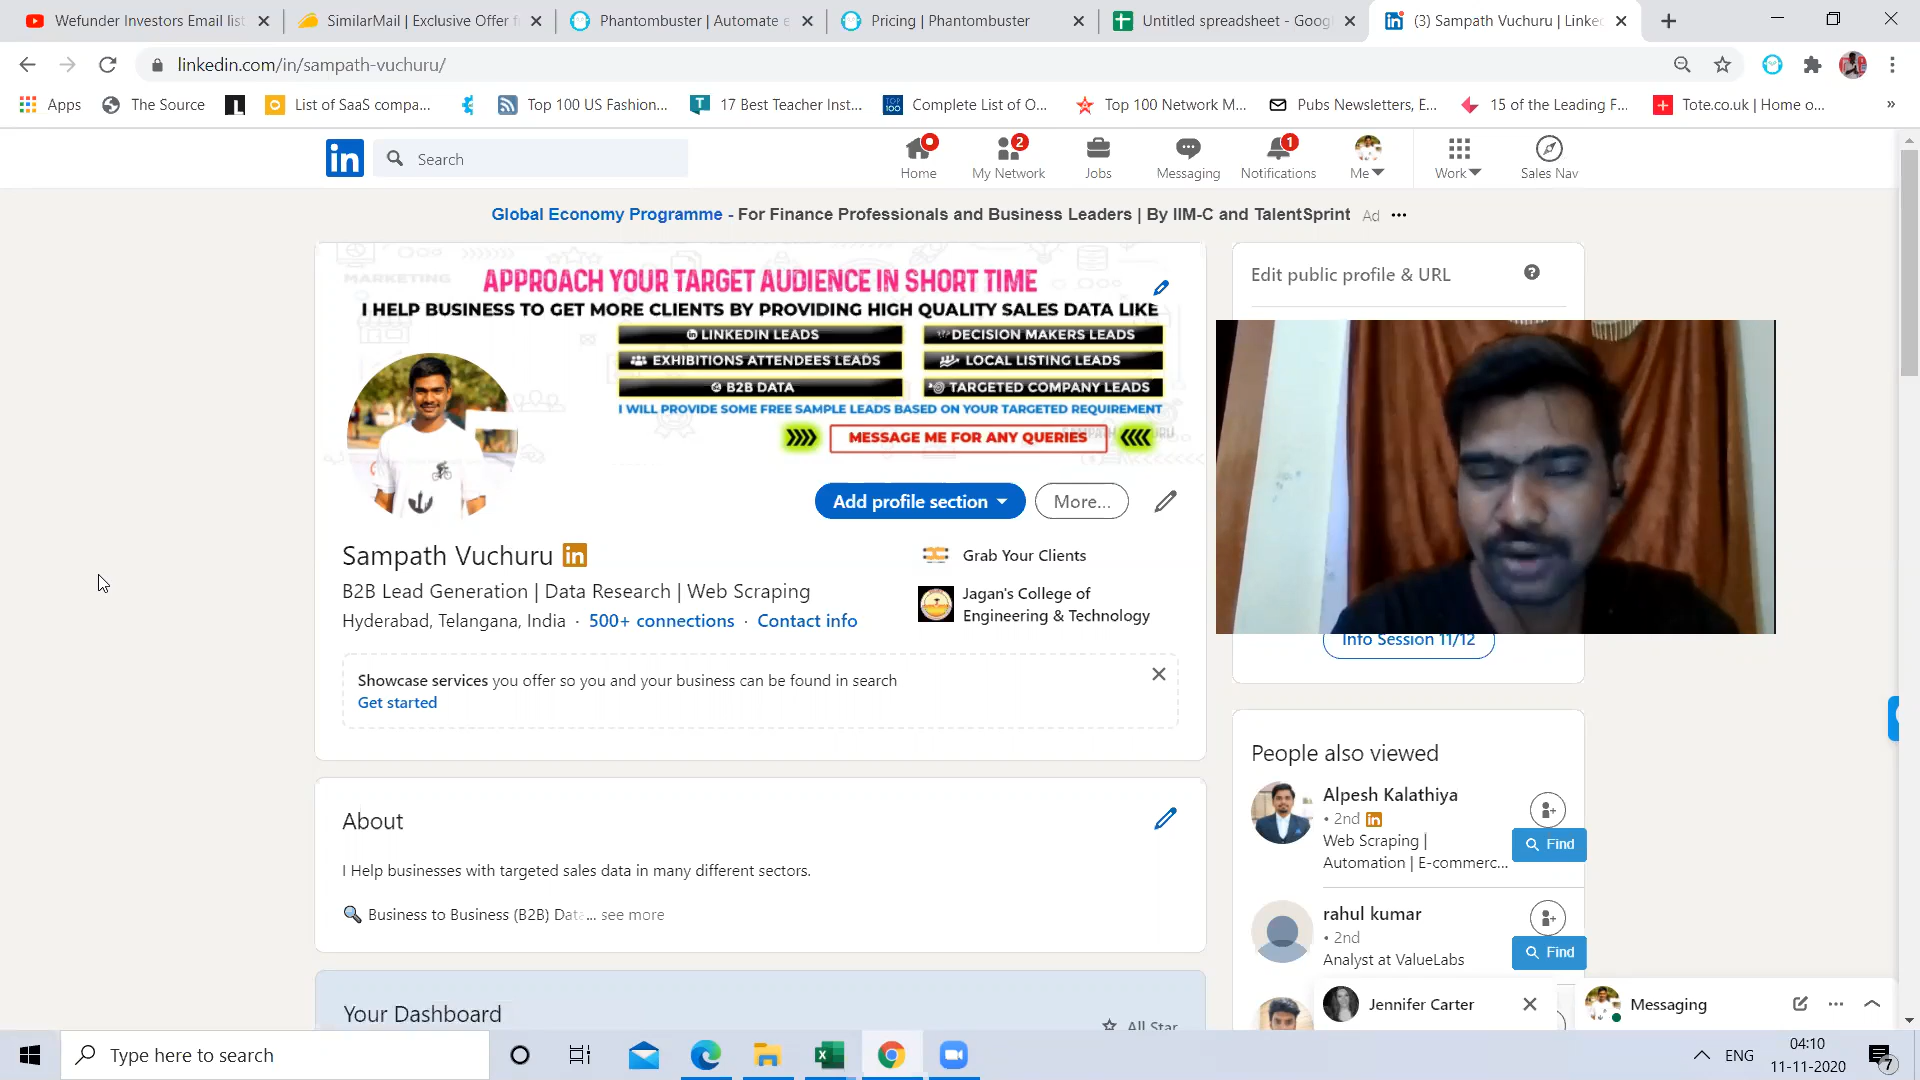 Wefunder Investors Email list
SimilarMail | Exclusive Offer f
Phantombuster | Automate e
Pricing | Phantombuster
Untitled spreadsheet - Goog
(3) Sampath Vuchuru | Linke
linkedin.com/in/sampath-vuchuru/
Apps
The Source
List of SaaS compa...
Top 100 US Fashion...
17 Best Teacher Inst...
Complete List of O...
Top 100 Network M...
Pubs Newsletters, E...
15 of the Leading F...
Tote.co.uk | Home o...
»
in
Search
Home
2
My Network
Jobs
Messaging
1
Notifications
Me
Work
Sales Nav
Global Economy Programme - For Finance Professionals and Business Leaders | By IIM-C and TalentSprint Ad
MARKETING
APPROACH YOUR TARGET AUDIENCE IN SHORT TIME
I HELP BUSINESS TO GET MORE CLIENTS BY PROVIDING HIGH QUALITY SALES DATA LIKE
LINKEDIN LEADS
DECISION MAKERS LEADS
EXHIBITIONS ATTENDEES LEADS
LOCAL LISTING LEADS
B2B DATA
TARGETED COMPANY LEADS
I WILL PROVIDE SOME FREE SAMPLE LEADS BASED ON YOUR TARGETED REQUIREMENT
MESSAGE ME FOR ANY QUERIES
Add profile section
More...
Sampath Vuchuru in
B2B Lead Generation | Data Research | Web Scraping
Hyderabad, Telangana, India · 500+ connections · Contact info
Grab Your Clients
Jagan's College of
Engineering & Technology
Showcase services you offer so you and your business can be found in search
Get started
About
I Help businesses with targeted sales data in many different sectors.
Business to Business (B2B) Data... see more
Your Dashboard
All Star
Edit public profile & URL
Info Session 11/12
People also viewed
Alpesh Kalathiya
• 2nd in
Web Scraping |
Automation | E-commerc...
Find
rahul kumar
• 2nd
Analyst at ValueLabs
Find
Jennifer Carter
Messaging
Type here to search
ENG
04:10
11-11-2020
7